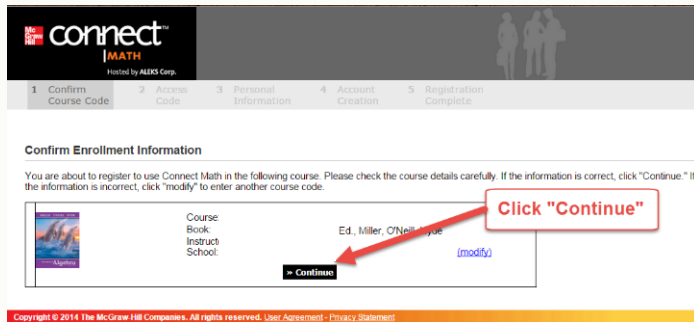 Mc Graw Hill connect™
MATH
Hosted by ALEKS Corp.
1 Confirm Course Code 2 Access Code 3 Personal Information 4 Account Creation 5 Registration Complete
Confirm Enrollment Information
You are about to register to use Connect Math in the following course. Please check the course details carefully. If the information is correct, click "Continue." If
the information is incorrect, click "modify" to enter another course code.
Click "Continue"
Algebra
Course:
Book: Ed., Miller, O'Neill,
Instruct
School: (modify)
» Continue
Copyright © 2014 The McGraw-Hill Companies. All rights reserved. User Agreement - Privacy Statement